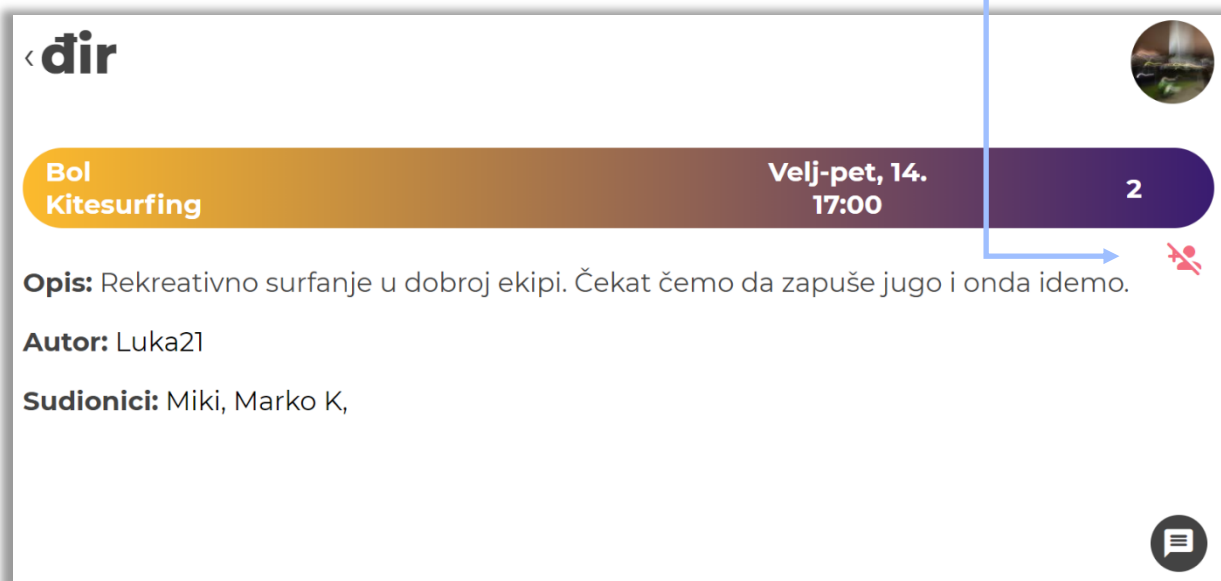 ‹ đir
Bol
Kitesurfing
Velj-pet, 14.
17:00
2
Opis: Rekreativno surfanje u dobroj ekipi. Čekat čemo da zapuše jugo i onda idemo.
Autor: Luka21
Sudionici: Miki, Marko K,